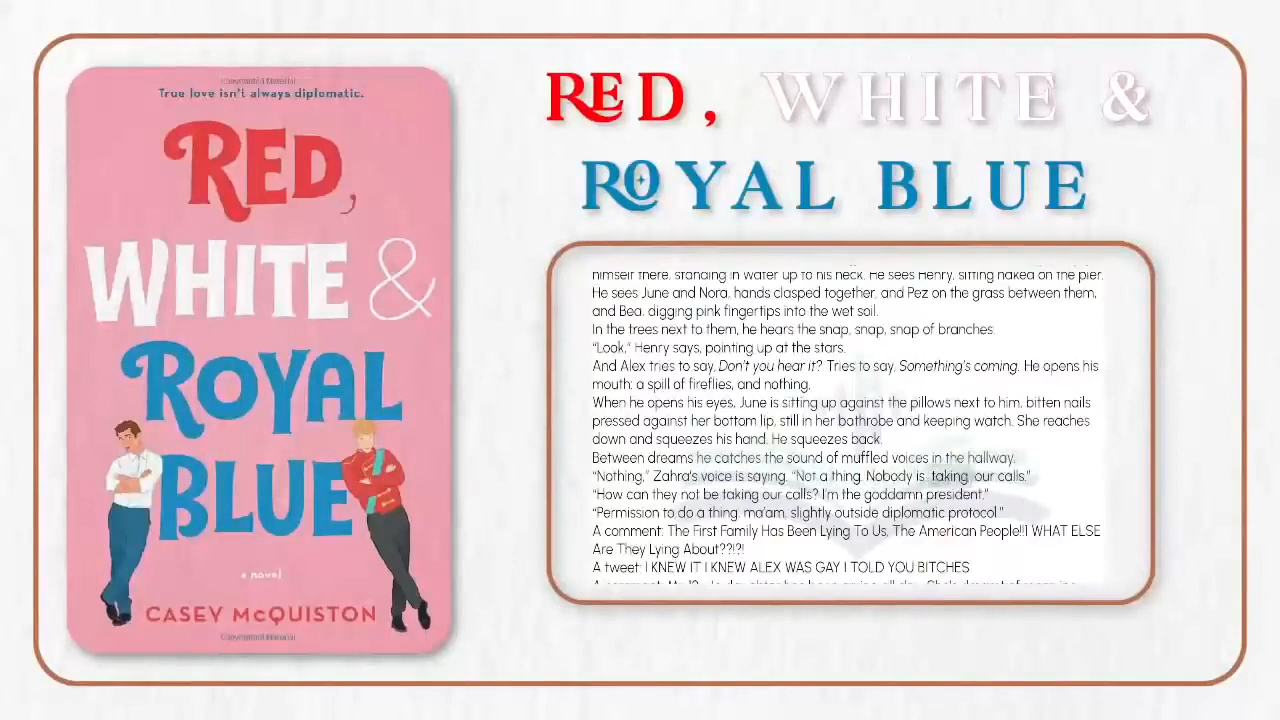 Copyrighted Material
True love isn't always diplomatic.
RED,
WHITE &
ROYAL
BLUE
a novel
CASEY McQUISTON
Copyrighted Material
RED, WHITE &
ROYAL BLUE
himself there, standing in water up to his neck. He sees Henry, sitting naked on the pier.
He sees June and Nora, hands clasped together, and Pez on the grass between them,
and Bea, digging pink fingertips into the wet soil.
In the trees next to them, he hears the snap, snap, snap of branches.
“Look,” Henry says, pointing up at the stars.
And Alex tries to say, Don't you hear it? Tries to say, Something's coming. He opens his
mouth: a spill of fireflies, and nothing.
When he opens his eyes, June is sitting up against the pillows next to him, bitten nails
pressed against her bottom lip, still in her bathrobe and keeping watch. She reaches
down and squeezes his hand. He squeezes back.
Between dreams he catches the sound of muffled voices in the hallway.
“Nothing,” Zahra's voice is saying. “Not a thing. Nobody is taking our calls.”
“How can they not be taking our calls? I'm the goddamn president.”
“Permission to do a thing, ma'am, slightly outside diplomatic protocol.”
A comment: The First Family Has Been Lying To Us, The American People!!1 WHAT ELSE
Are They Lying About??!?!
A tweet: I KNEW IT I KNEW ALEX WAS GAY I TOLD YOU BITCHES